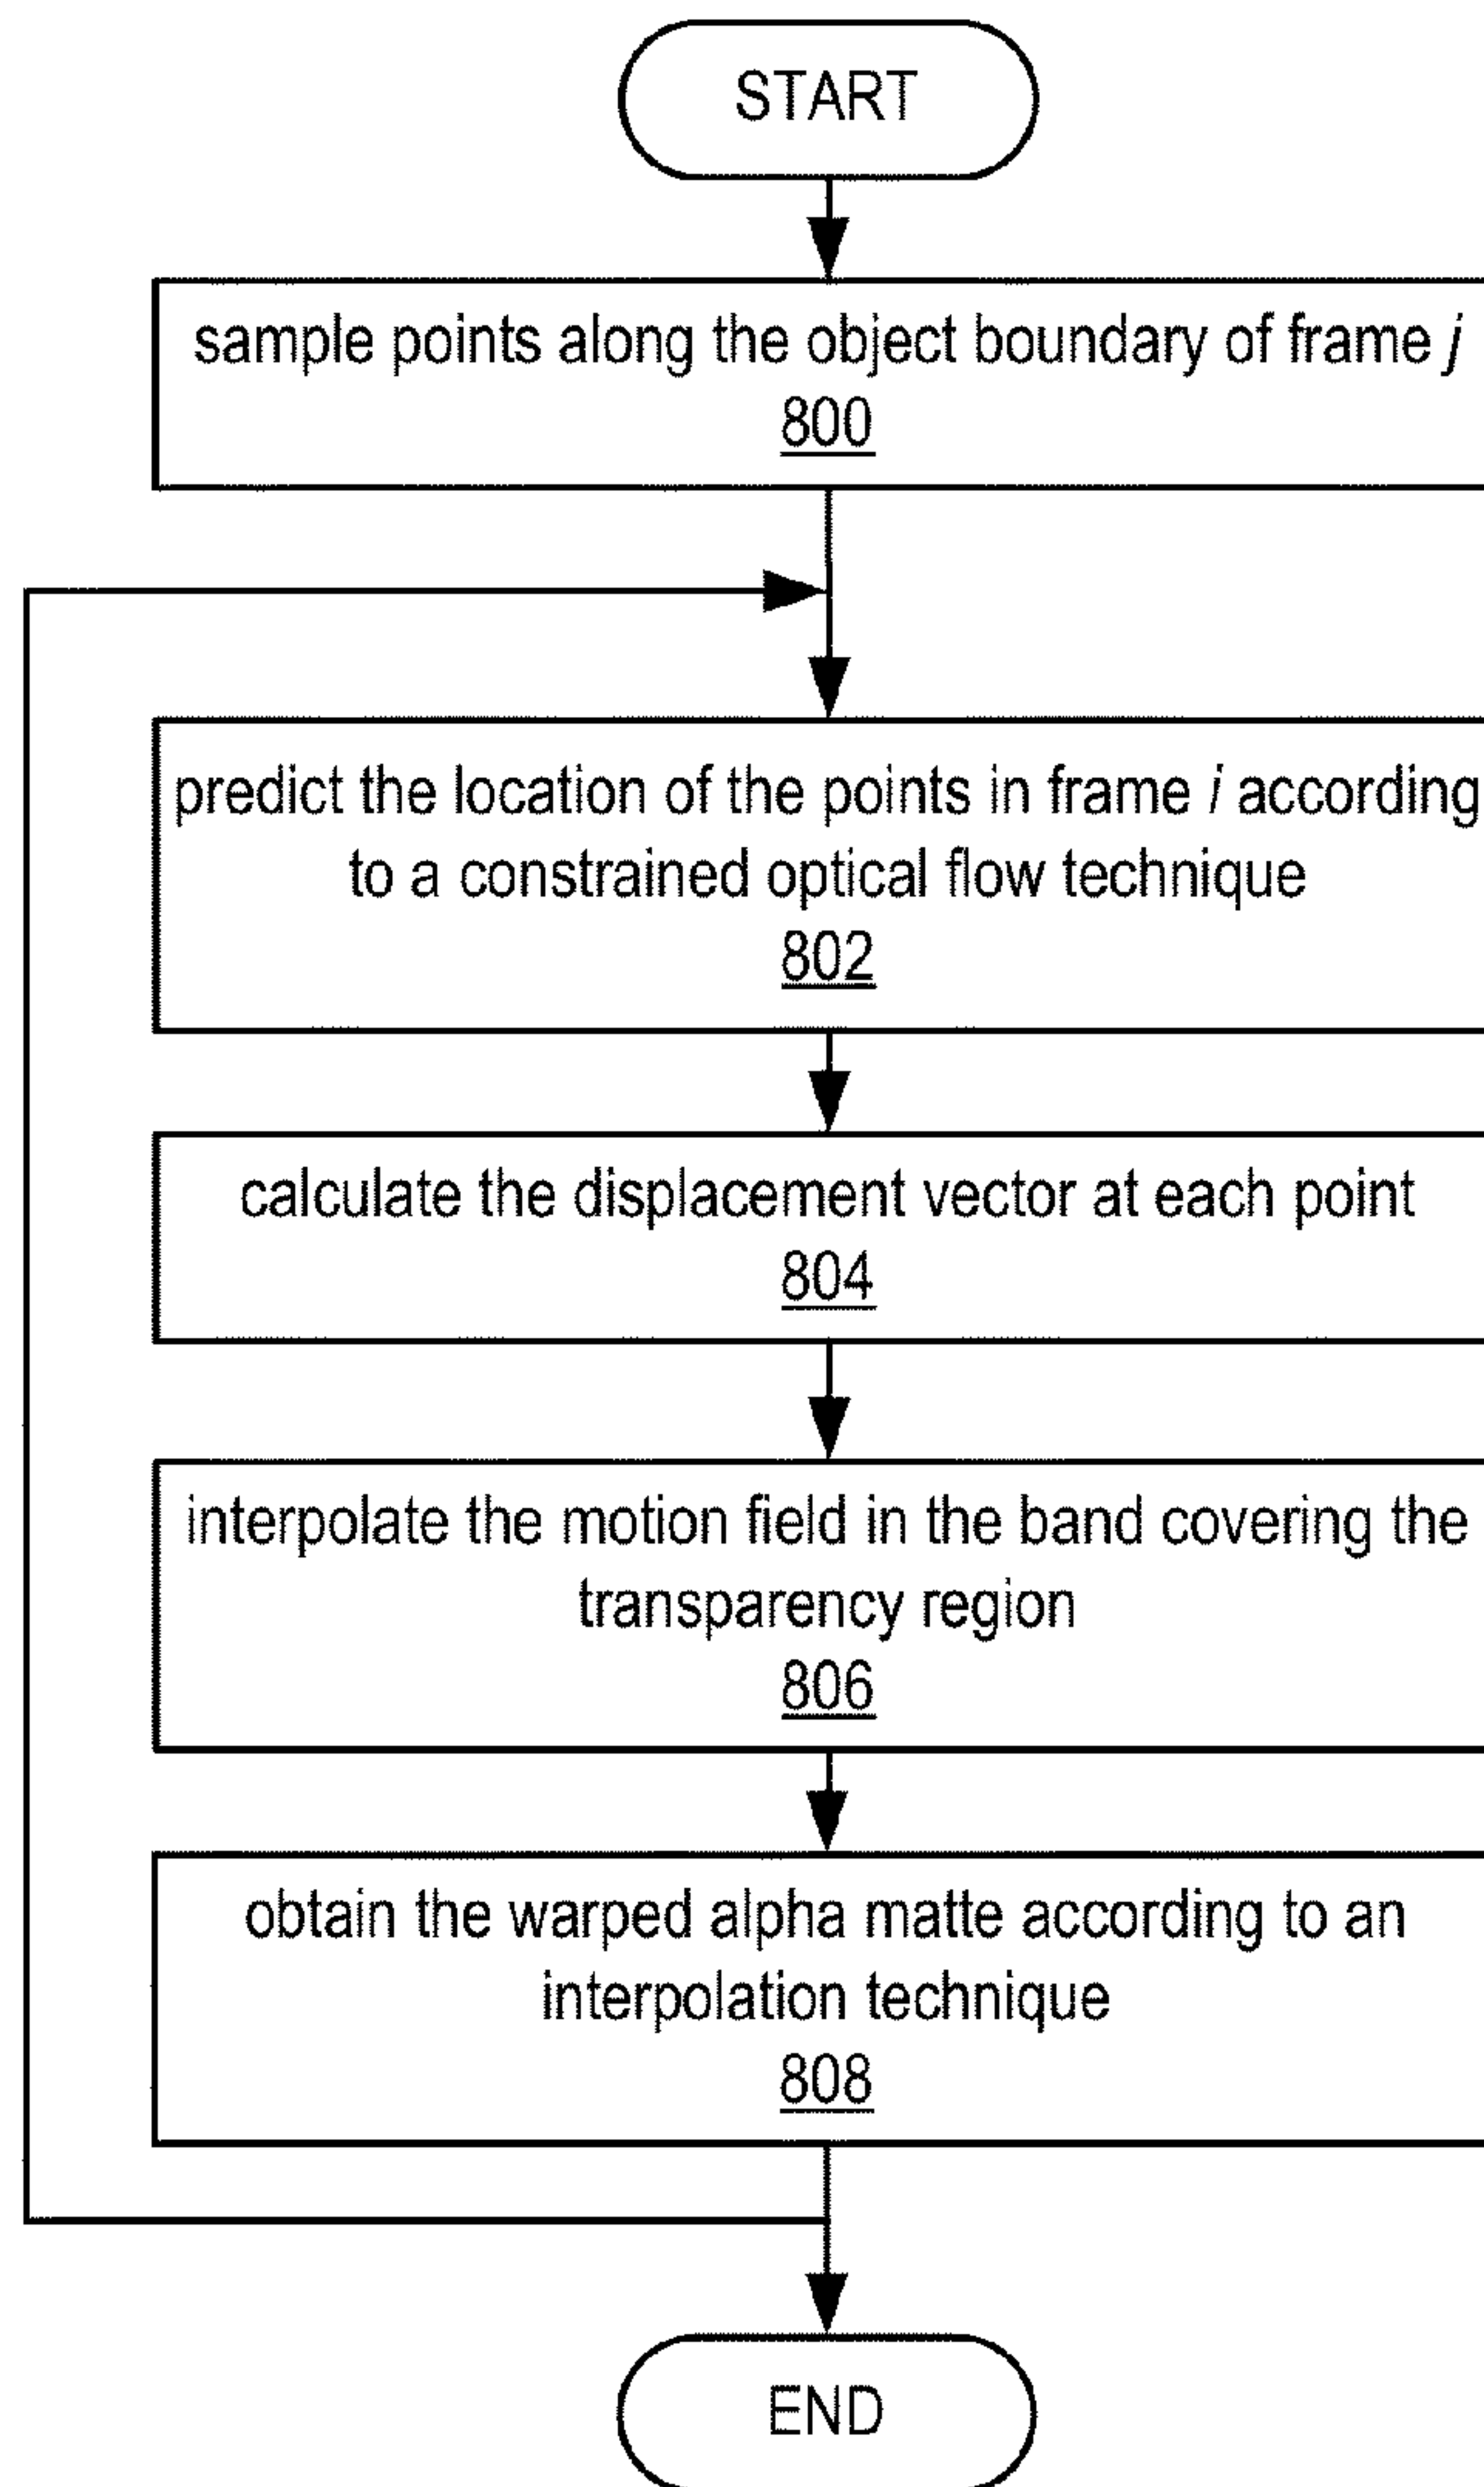 START
sample points along the object boundary of frame j
800
predict the location of the points in frame i according
to a constrained optical flow technique
802
calculate the displacement vector at each point
804
interpolate the motion field in the band covering the
transparency region
806
obtain the warped alpha matte according to an
interpolation technique
808
END